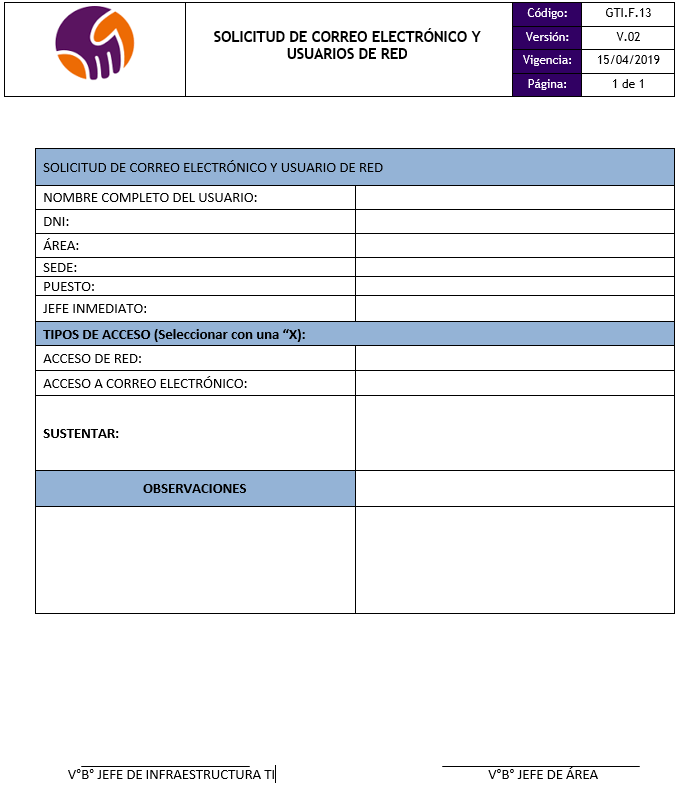 SOLICITUD DE CORREO ELECTRÓNICO Y
USUARIOS DE RED
Código: GTI.F.13
Versión: V.02
Vigencia: 15/04/2019
Página: 1 de 1
SOLICITUD DE CORREO ELECTRÓNICO Y USUARIO DE RED
NOMBRE COMPLETO DEL USUARIO:
DNI:
ÁREA:
SEDE:
PUESTO:
JEFE INMEDIATO:
TIPOS DE ACCESO (Seleccionar con una “X):
ACCESO DE RED:
ACCESO A CORREO ELECTRÓNICO:
SUSTENTAR:
OBSERVACIONES
V°B° JEFE DE INFRAESTRUCTURA TI
V°B° JEFE DE ÁREA